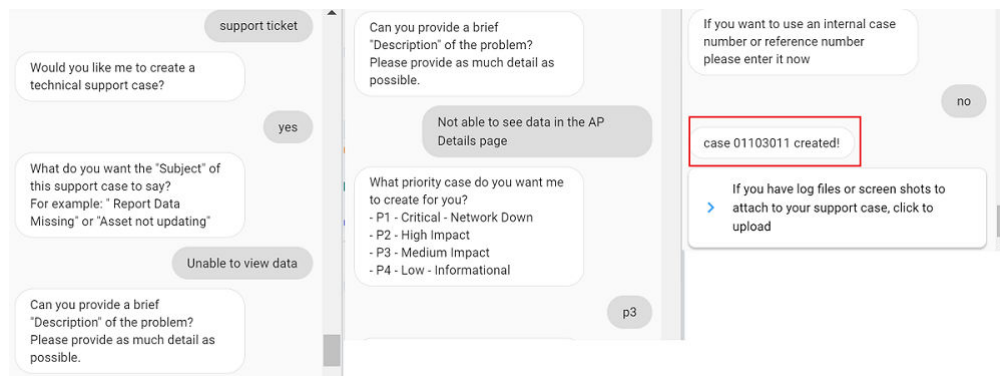 support ticket
Would you like me to create a
technical support case?
yes
What do you want the "Subject" of
this support case to say?
For example: " Report Data
Missing" or "Asset not updating"
Unable to view data
Can you provide a brief
"Description" of the problem?
Please provide as much detail as
possible.
Can you provide a brief
"Description" of the problem?
Please provide as much detail as
possible.
Not able to see data in the AP
Details page
What priority case do you want me
to create for you?
- P1 - Critical - Network Down
- P2 - High Impact
- P3 - Medium Impact
- P4 - Low - Informational
p3
If you want to use an internal case
number or reference number
please enter it now
no
case 01103011 created!
If you have log files or screen shots to
attach to your support case, click to
upload